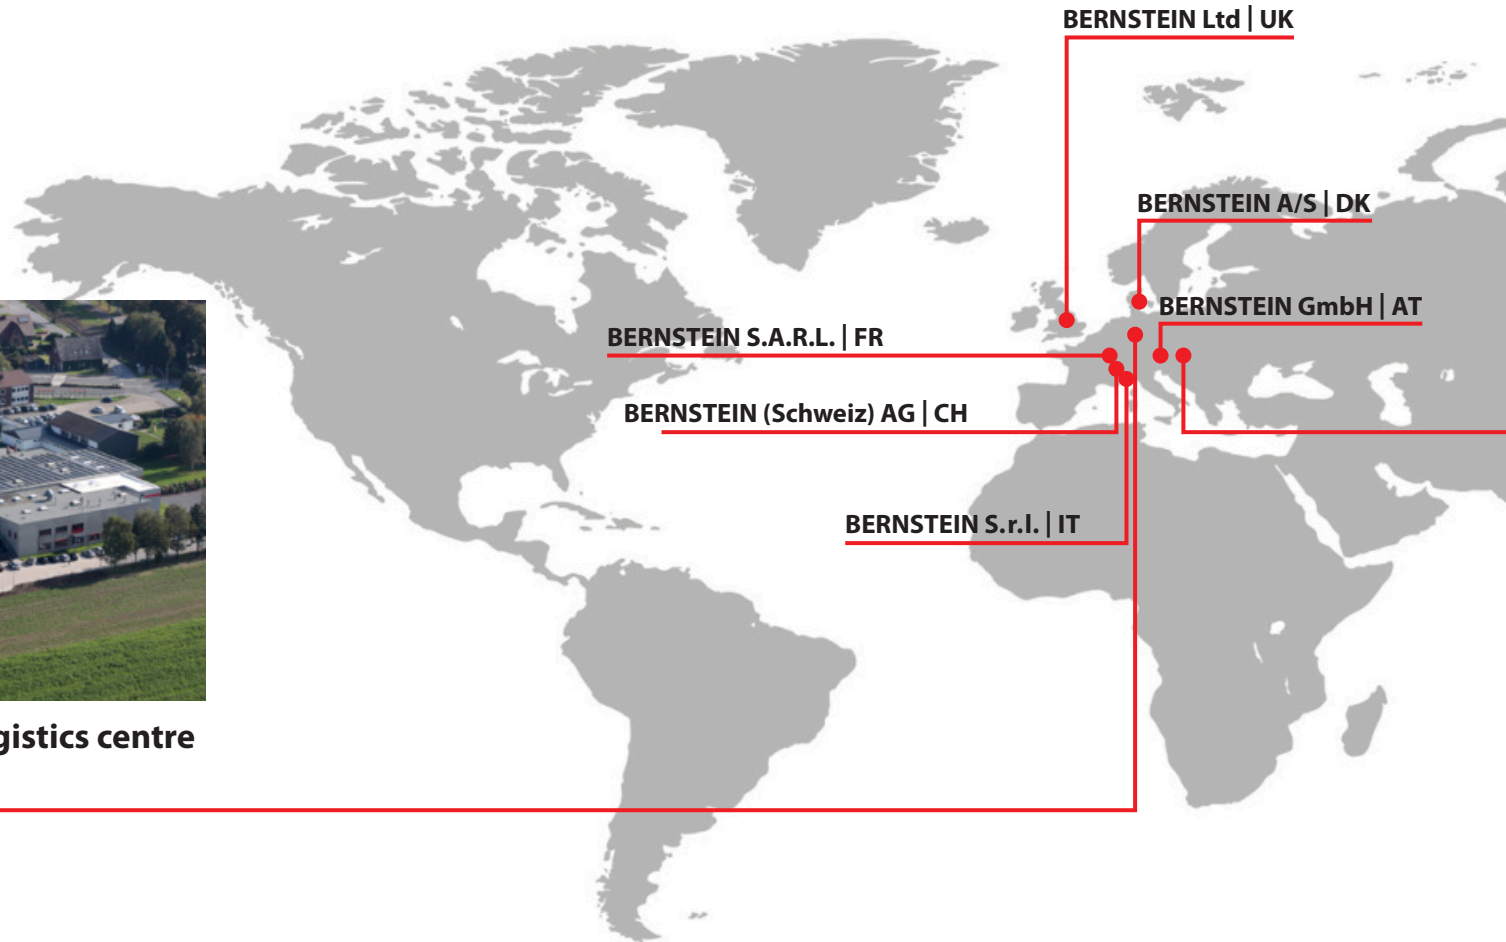 BERNSTEIN Ltd | UK
BERNSTEIN A/S | DK
BERNSTEIN GmbH | AT
BERNSTEIN S.A.R.L. | FR
BERNSTEIN (Schweiz) AG | CH
BERNSTEIN S.r.l. | IT
gistics centre